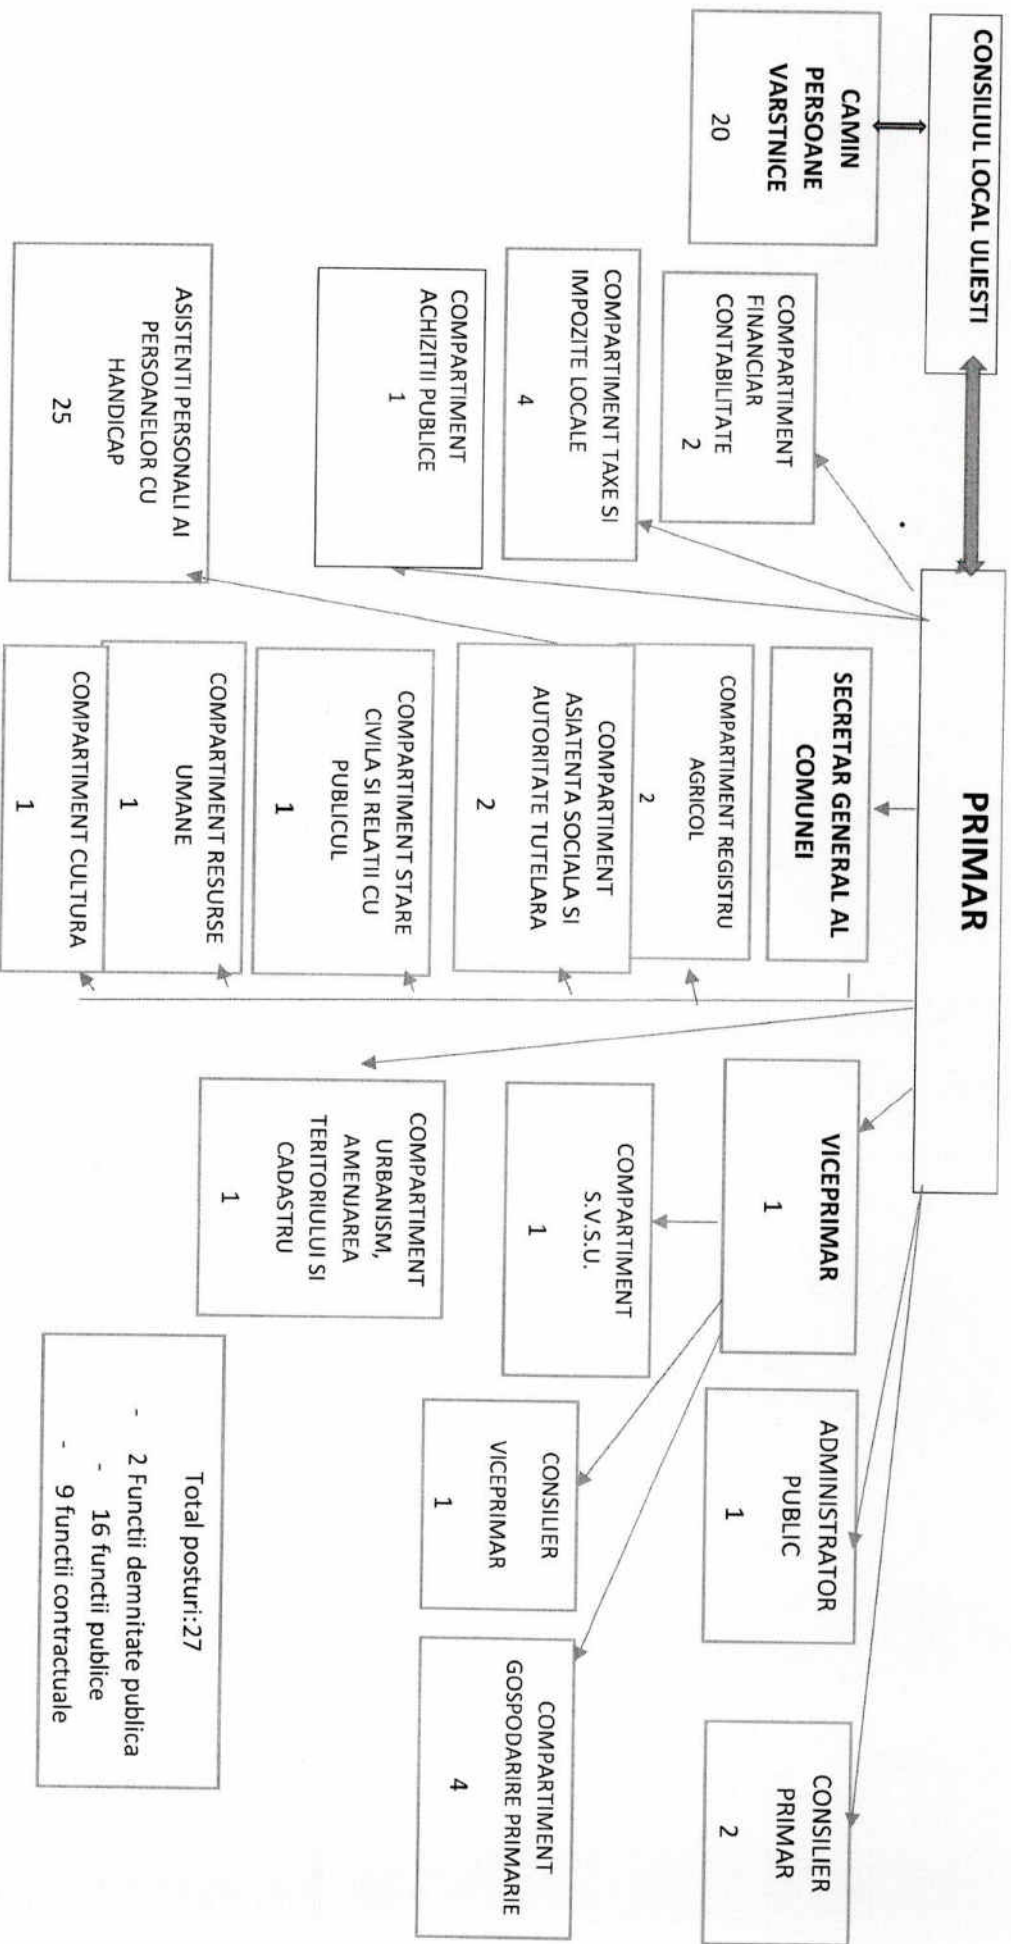 CONSILIUL LOCAL ULIESTI
PRIMAR
CAMIN
PERSOANE
VARSTNICE
20
COMPARTIMENT
FINANCIAR
CONTABILITATE
2
COMPARTIMENT TAXE SI
IMPOZITE LOCALE
4
COMPARTIMENT
ACHIZITII PUBLICE
1
ASISTENTI PERSONALI AI
PERSOANELOR CU
HANDICAP
25
SECRETAR GENERAL AL
COMUNEI
COMPARTIMENT REGISTRU
AGRICOL
2
COMPARTIMENT
ASIATENTA SOCIALA SI
AUTORITATE TUTELARA
2
COMPARTIMENT STARE
CIVILA SI RELATII CU
PUBLICUL
1
COMPARTIMENT RESURSE
UMANE
1
COMPARTIMENT CULTURA
1
VICEPRIMAR
1
COMPARTIMENT
S.V.S.U.
1
COMPARTIMENT
URBANISM,
AMENJAREA
TERITORIULUI SI
CADASTRU
1
ADMINISTRATOR
PUBLIC
1
CONSILIER
PRIMAR
2
CONSILIER
VICEPRIMAR
1
COMPARTIMENT
GOSPODARIRE PRIMARIE
4
Total posturi:27
- 2 Functii demnitate publica
- 16 functii publice
- 9 functii contractuale